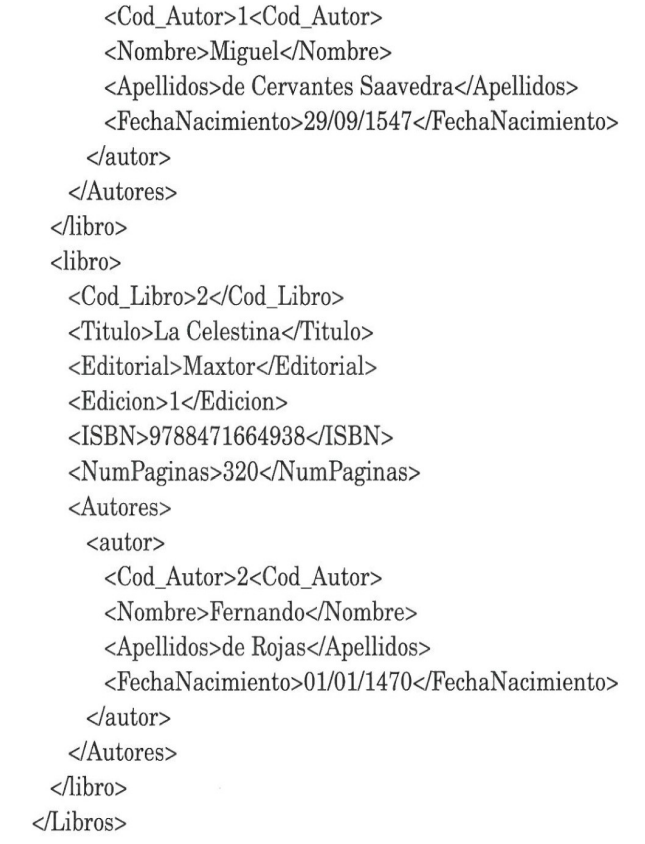 <Cod_Autor>1<Cod_Autor>
<Nombre>Miguel</Nombre>
<Apellidos>de Cervantes Saavedra</Apellidos>
<FechaNacimiento>29/09/1547</FechaNacimiento>
</autor>
</Autores>
</libro>
<libro>
<Cod_Libro>2</Cod_Libro>
<Titulo>La Celestina</Titulo>
<Editorial>Maxtor</Editorial>
<Edicion>1</Edicion>
<ISBN>9788471664938</ISBN>
<NumPaginas>320</NumPaginas>
<Autores>
<autor>
<Cod_Autor>2<Cod_Autor>
<Nombre>Fernando</Nombre>
<Apellidos>de Rojas</Apellidos>
<FechaNacimiento>01/01/1470</FechaNacimiento>
</autor>
</Autores>
</libro>
</Libros>